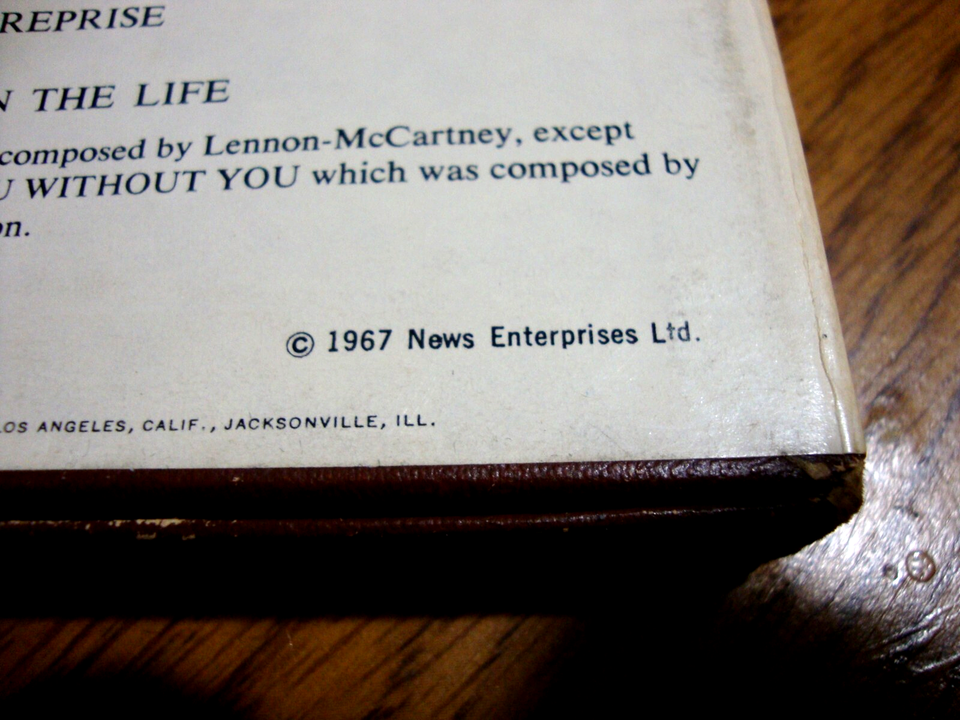 REPRISE
N THE LIFE
composed by Lennon-McCartney, except
U WITHOUT YOU which was composed by
on.
© 1967 News Enterprises Ltd.
LOS ANGELES, CALIF., JACKSONVILLE, ILL.